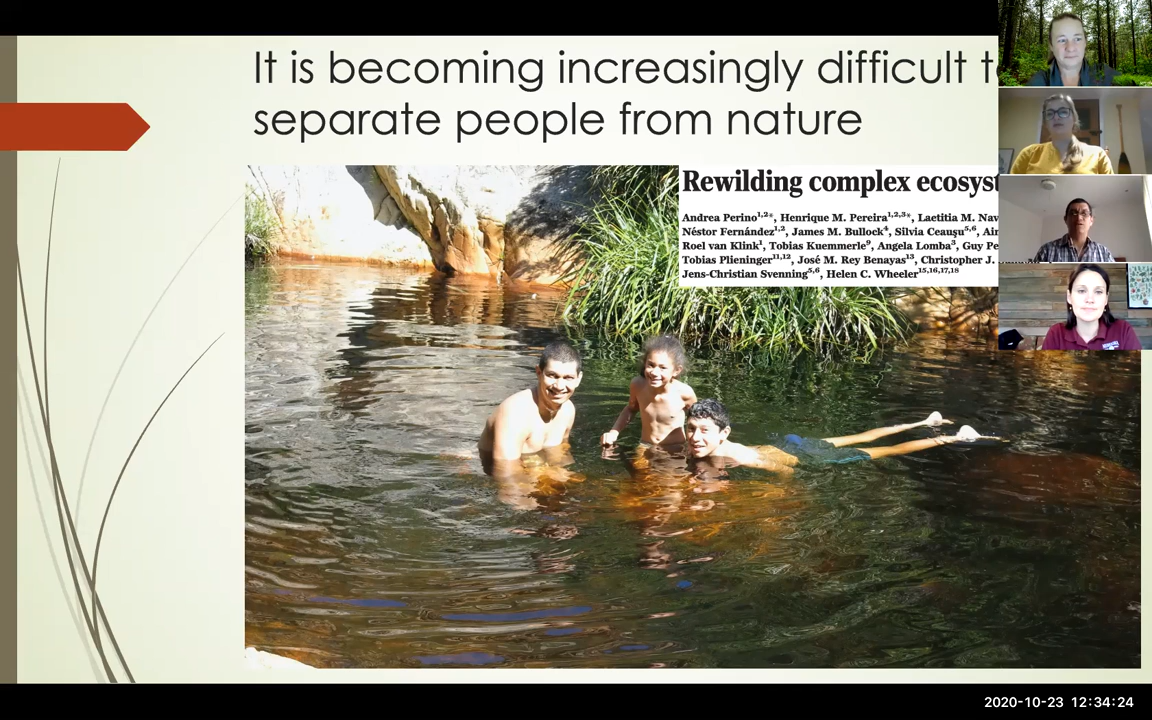 It is becoming increasingly difficult t
separate people from nature
Rewilding complex ecosyst
Andrea Perino1,2*, Henrique M. Pereira1,2,3*, Laetitia M. Nav
Néstor Fernández1,2, James M. Bullock4, Silvia Ceaușu5,6, Ain
Roel van Klink1, Tobias Kuemmerle9, Angela Lomba3, Guy Pe
Tobias Plieninger11,12, José M. Rey Benayas13, Christopher J.
Jens-Christian Svenning5,6, Helen C. Wheeler15,16,17,18
2020-10-23 12:34:24